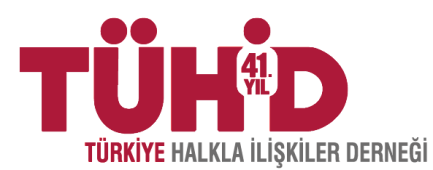 TÜHİD
41.
YIL
TÜRKİYE HALKLA İLİŞKİLER DERNEĞİ